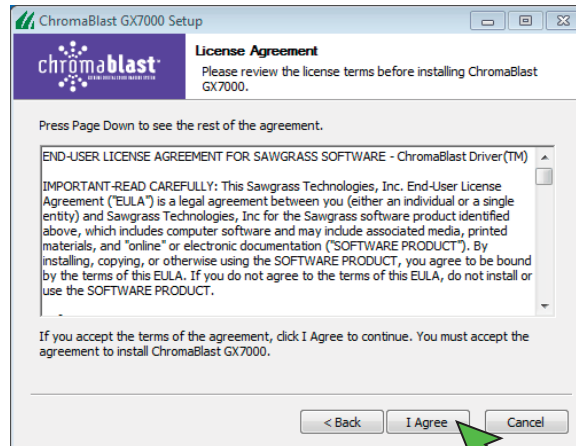 ChromaBlast GX7000 Setup
chromablast
License Agreement
Please review the license terms before installing ChromaBlast
GX7000.
Press Page Down to see the rest of the agreement.
END-USER LICENSE AGREEMENT FOR SAWGRASS SOFTWARE - ChromaBlast Driver(TM)
IMPORTANT-READ CAREFULLY: This Sawgrass Technologies, Inc. End-User License
Agreement ("EULA") is a legal agreement between you (either an individual or a single
entity) and Sawgrass Technologies, Inc for the Sawgrass software product identified
above, which includes computer software and may include associated media, printed
materials, and "online" or electronic documentation ("SOFTWARE PRODUCT"). By
installing, copying, or otherwise using the SOFTWARE PRODUCT, you agree to be bound
by the terms of this EULA. If you do not agree to the terms of this EULA, do not install or
use the SOFTWARE PRODUCT.
If you accept the terms of the agreement, click I Agree to continue. You must accept the
agreement to install ChromaBlast GX7000.
< Back
I Agree
Cancel